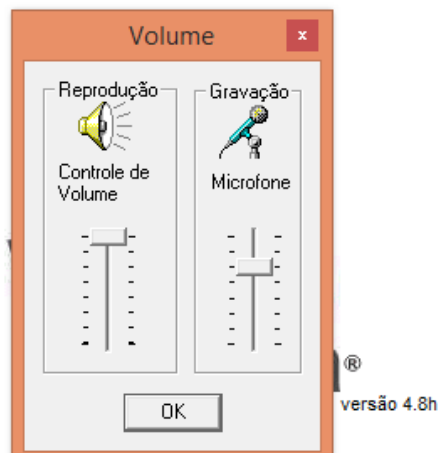 Volume
Reprodução
Controle de
Volume
Gravação
Microfone
OK
®
versão 4.8h